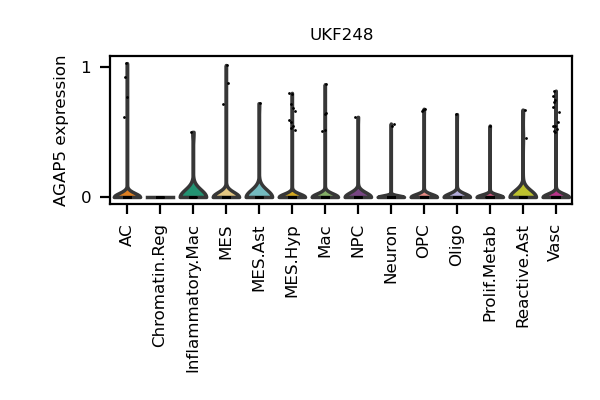 UKF248
AGAP5 expression
1
0
AC
Chromatin.Reg
Inflammatory.Mac
MES
MES.Ast
MES.Hyp
Mac
NPC
Neuron
OPC
Oligo
Prolif.Metab
Reactive.Ast
Vasc